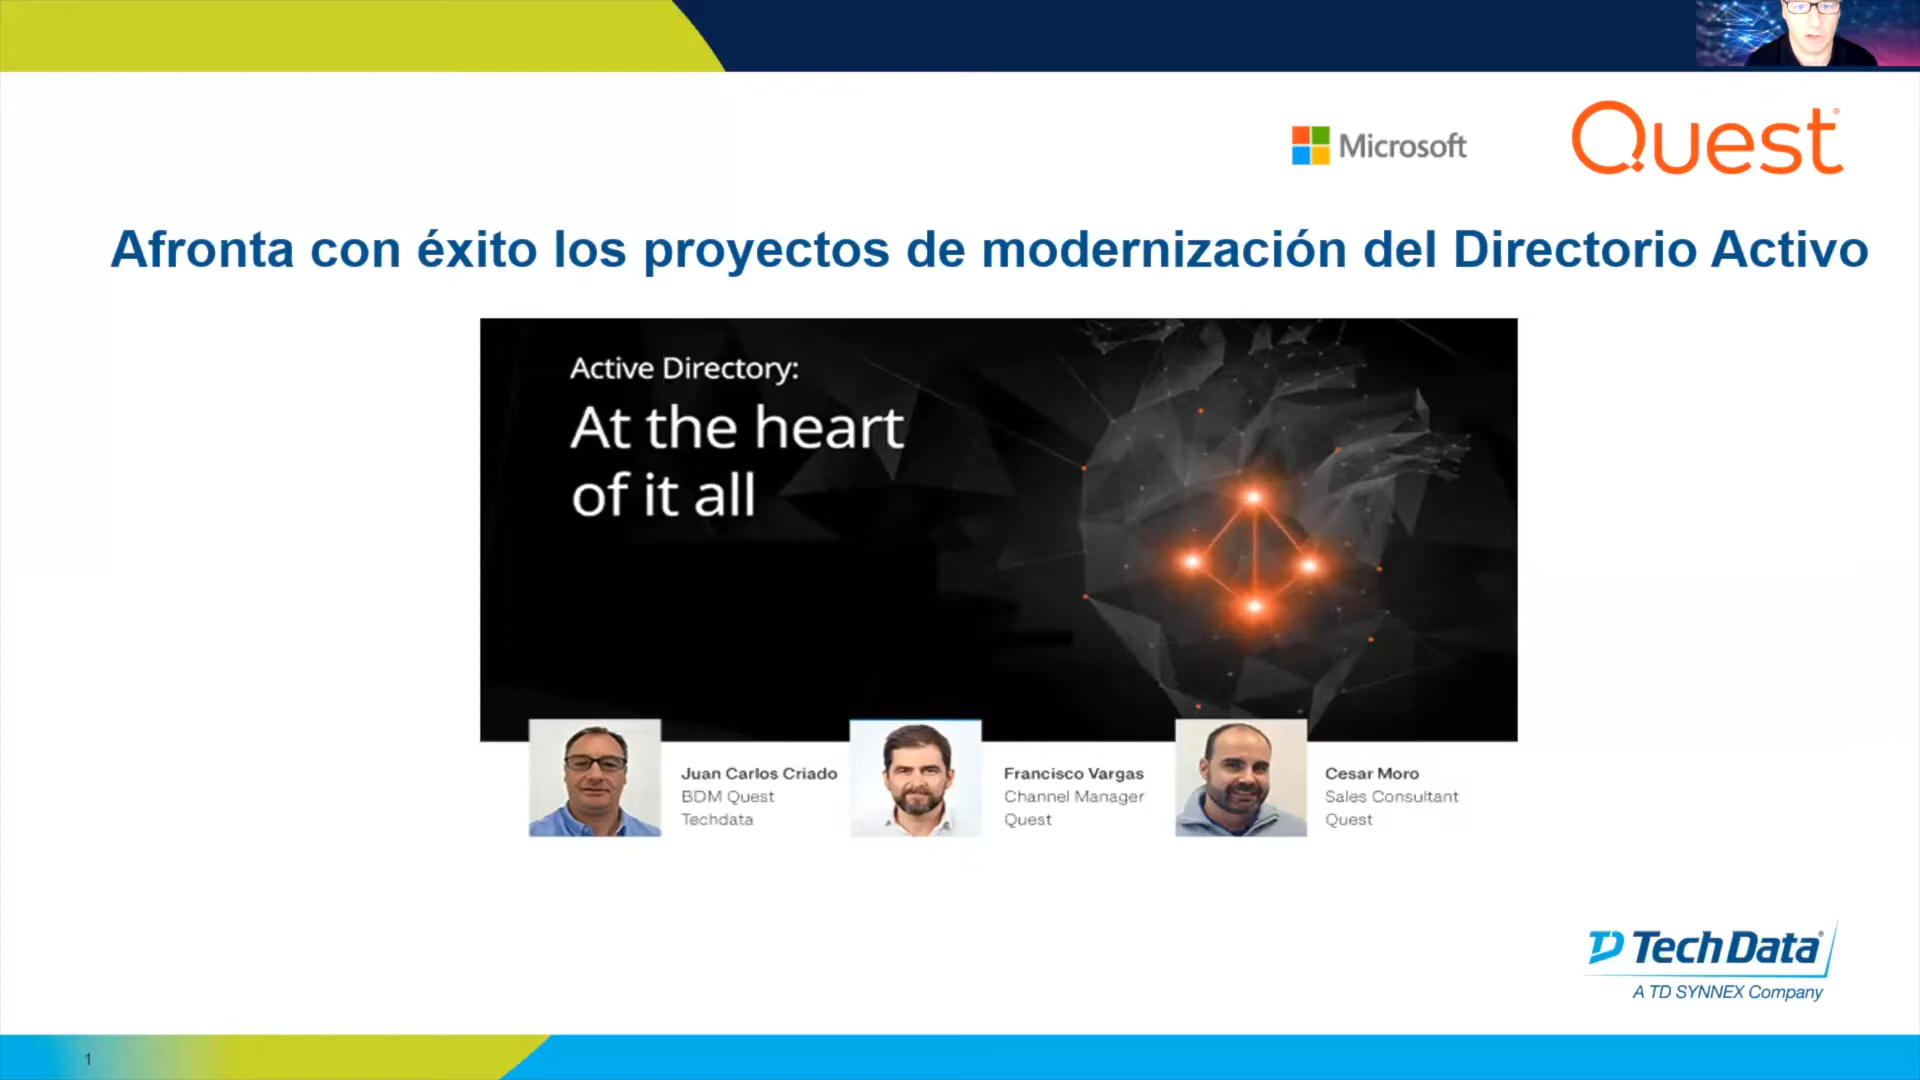 Microsoft
Quest
Afronta con éxito los proyectos de modernización del Directorio Activo
Active Directory:
At the heart
of it all
Juan Carlos Criado
BDM Quest
Techdata
Francisco Vargas
Channel Manager
Quest
Cesar Moro
Sales Consultant
Quest
TD TechData
A TD SYNNEX Company
1